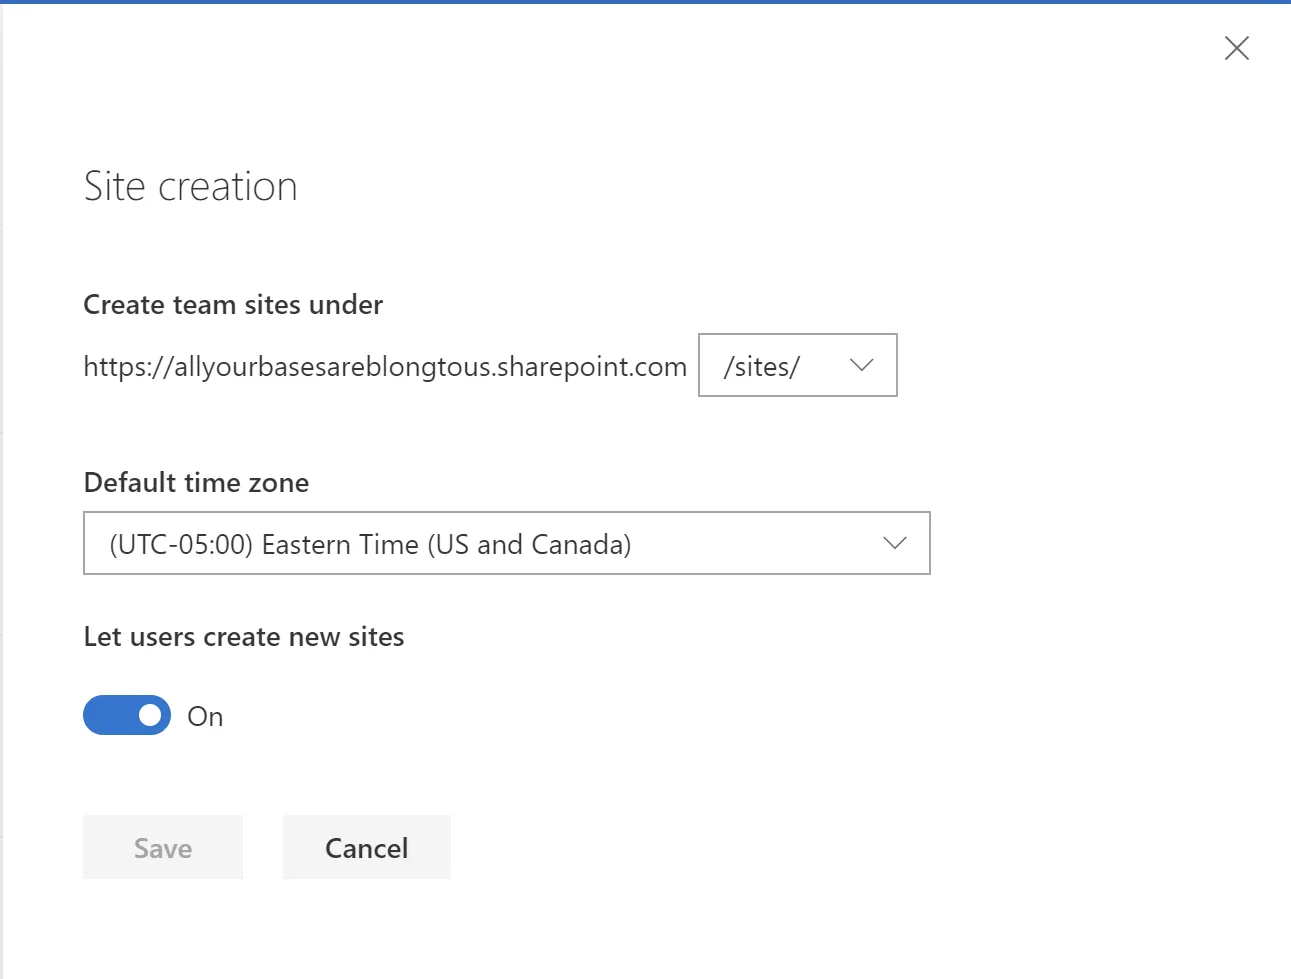 Site creation
Create team sites under
https://allyourbasesareblongtous.sharepoint.com /sites/
Default time zone
(UTC-05:00) Eastern Time (US and Canada)
Let users create new sites
On
Save Cancel